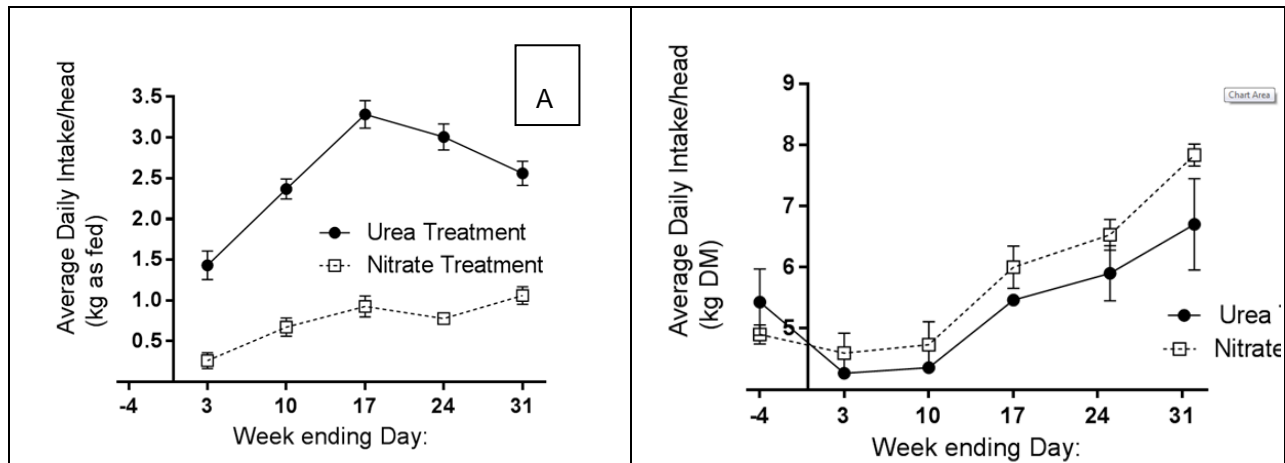 A
Average Daily Intake/head
(kg as fed)
3.5
3.0
2.5
2.0
1.5
1.0
0.5
Urea Treatment
Nitrate Treatment
-4 3 10 17 24 31
Week ending Day:
Average Daily Intake/head
(kg DM)
9
8
7
6
5
Chart Area
Urea
Nitrate
-4 3 10 17 24 31
Week ending Day: